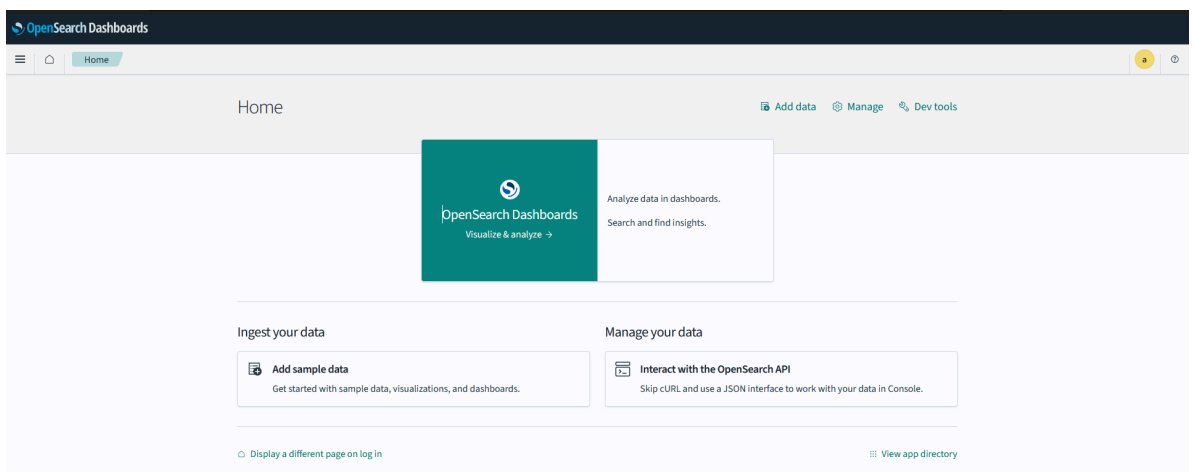 OpenSearch Dashboards
Home
a
Home
Add data
Manage
Dev tools
OpenSearch Dashboards
Visualize & analyze →
Analyze data in dashboards.
Search and find insights.
Ingest your data
Manage your data
Add sample data
Get started with sample data, visualizations, and dashboards.
Interact with the OpenSearch API
Skip cURL and use a JSON interface to work with your data in Console.
Display a different page on log in
View app directory